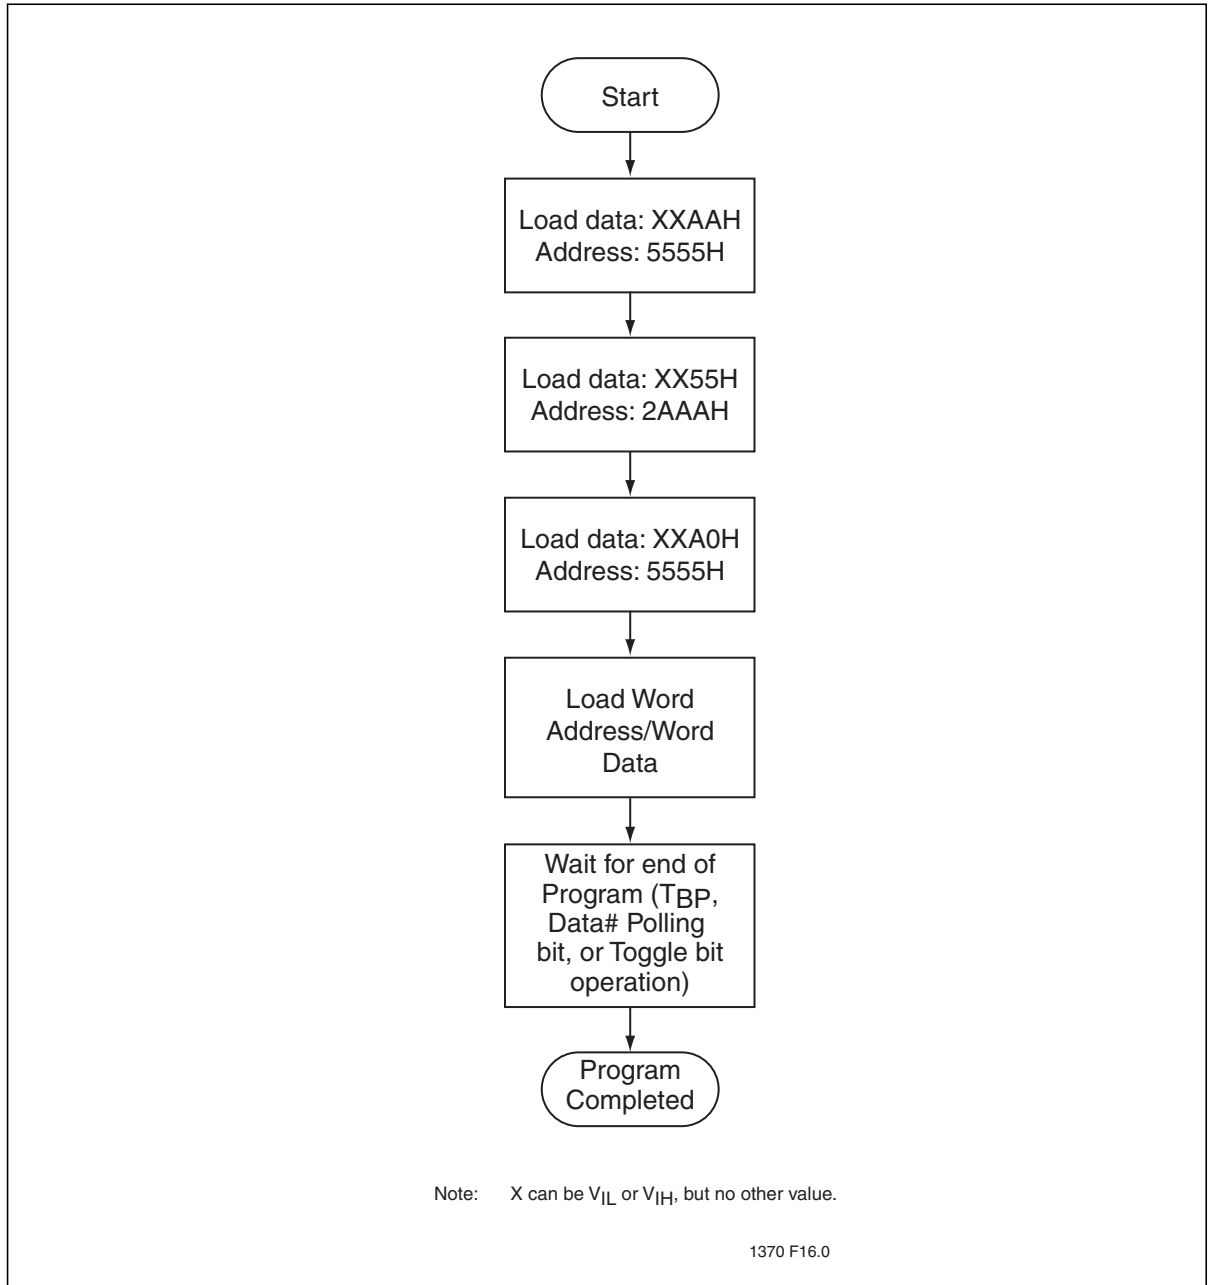 Start
Load data: XXAAH
Address: 5555H
Load data: XX55H
Address: 2AAAH
Load data: XXA0H
Address: 5555H
Load Word
Address/Word
Data
Wait for end of
Program (TBP,
Data# Polling
bit, or Toggle bit
operation)
Program
Completed
Note: X can be VIL or VIH, but no other value.
1370 F16.0